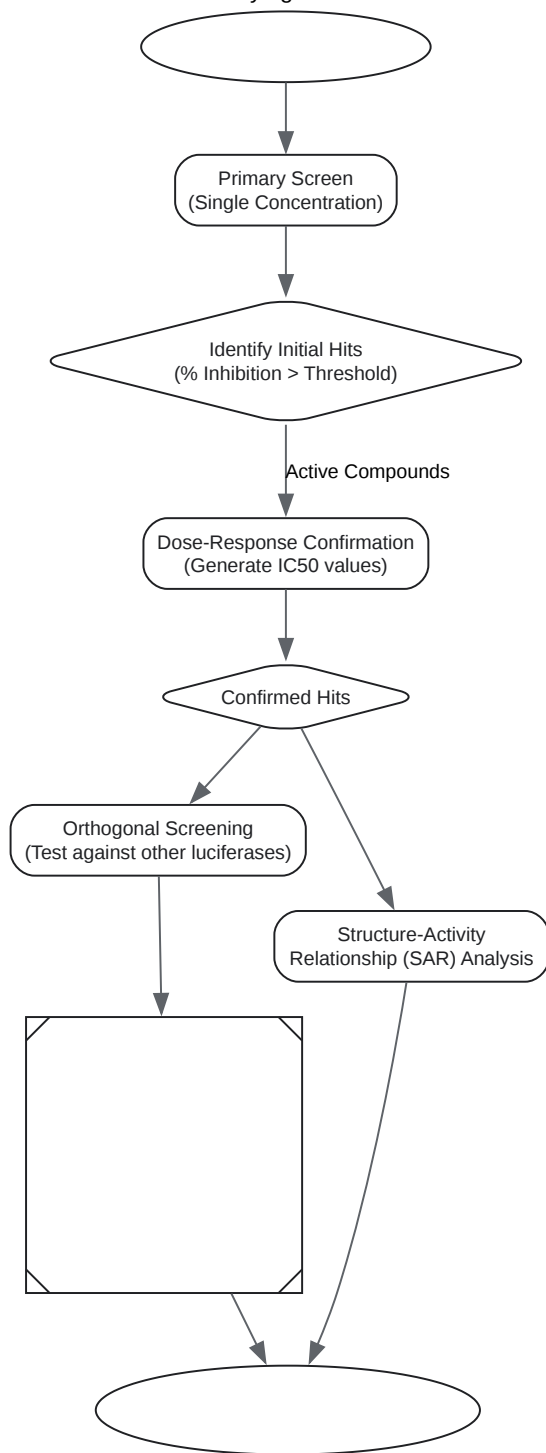 Primary Screen
(Single Concentration)
Identify Initial Hits
(% Inhibition > Threshold)
Active Compounds
Dose-Response Confirmation
(Generate IC50 values)
Confirmed Hits
Orthogonal Screening
(Test against other luciferases)
Structure-Activity
Relationship (SAR) Analysis